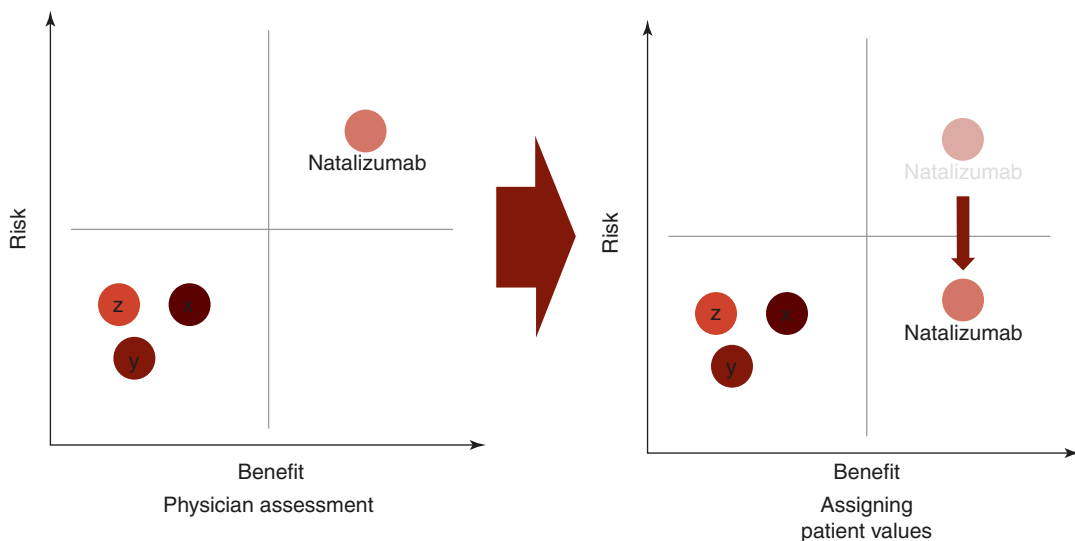 Natalizumab
Risk
z
x
y
Benefit
Physician assessment
Natalizumab
Risk
Natalizumab
z
x
y
Benefit
Assigning
patient values